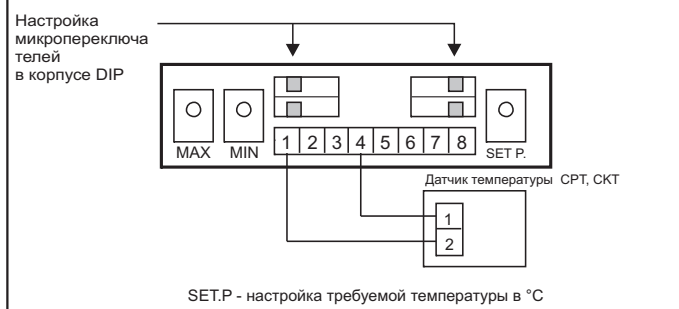 Настройка
микропереключа
телей
в корпусе DIP
MAX MIN 1 2 3 4 5 6 7 8 SET P.
Датчик температуры CPT, CKT
1
2
SET.P - настройка требуемой температуры в °C